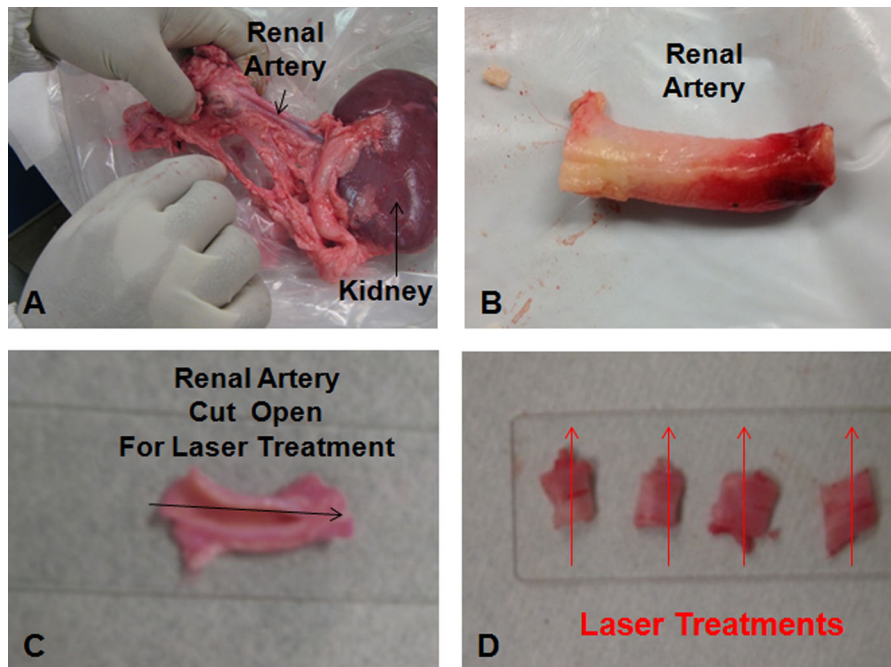 Renal
Artery
Kidney
A
Renal
Artery
B
Renal Artery
Cut Open
For Laser Treatment
C
Laser Treatments
D